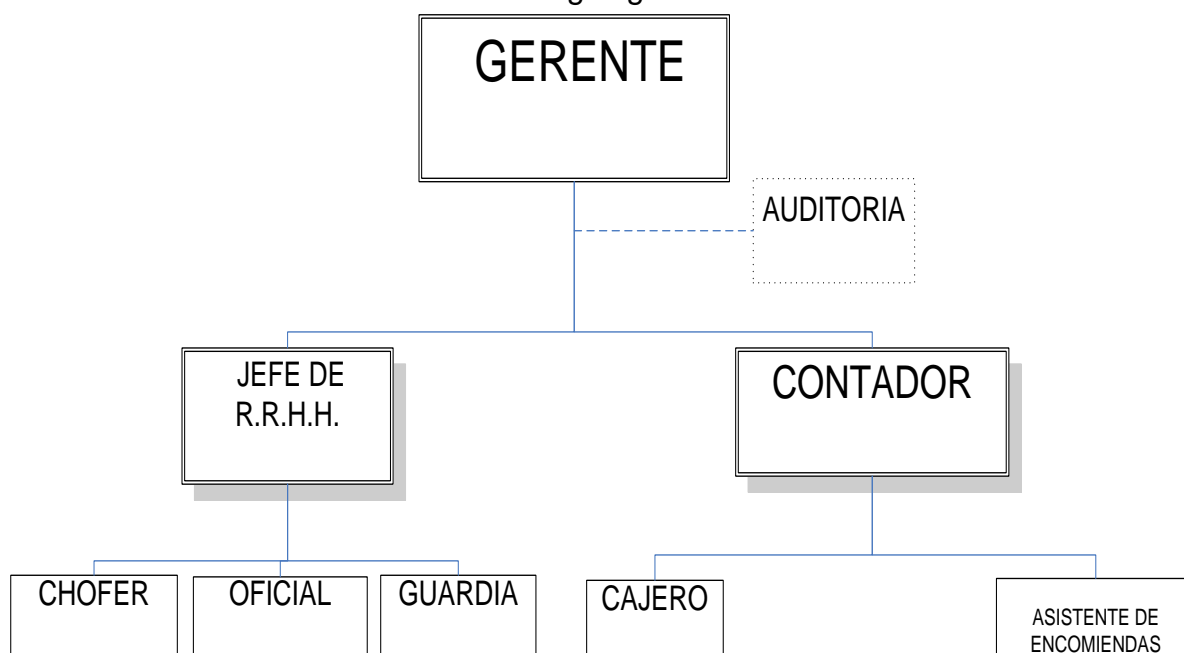 GERENTE
AUDITORIA
JEFE DE
R.R.H.H.
CONTADOR
CHOFER
OFICIAL
GUARDIA
CAJERO
ASISTENTE DE
ENCOMIENDAS